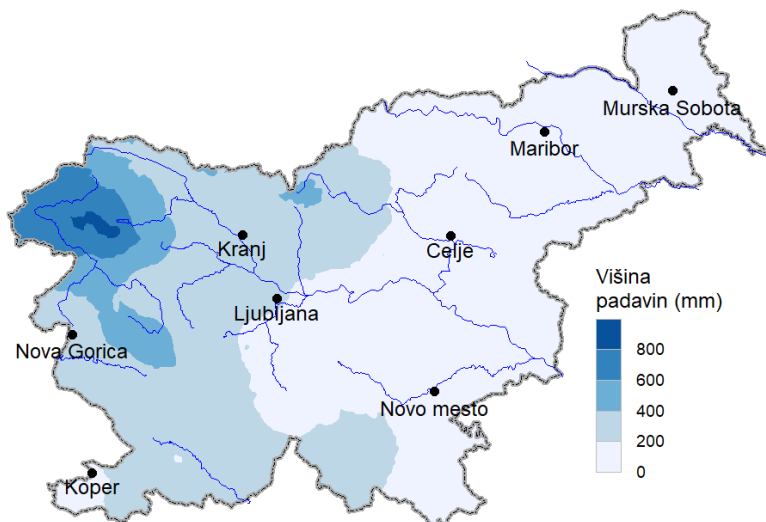 Murska Sobota
Maribor
Kranj
Celje
Ljubljana
Nova Gorica
Novo mesto
Koper
Višina
padavin (mm)
800
600
400
200
0